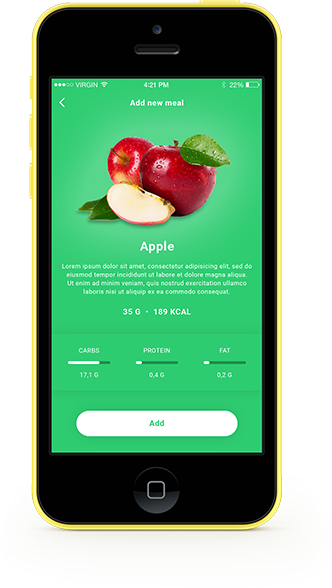 VIRGIN 4:21 PM 22%
Add new meal
Apple
Lorem ipsum dolor sit amet, consectetur adipisicing elit, sed do
eiusmod tempor incididunt ut labore et dolore magna aliqua.
Ut enim ad minim veniam, quis nostrud exercitation ullamco
laboris nisi ut aliquip ex ea commodo consequat.
35 G • 189 KCAL
CARBS PROTEIN FAT
17,1 G 0,4 G 0,2 G
Add